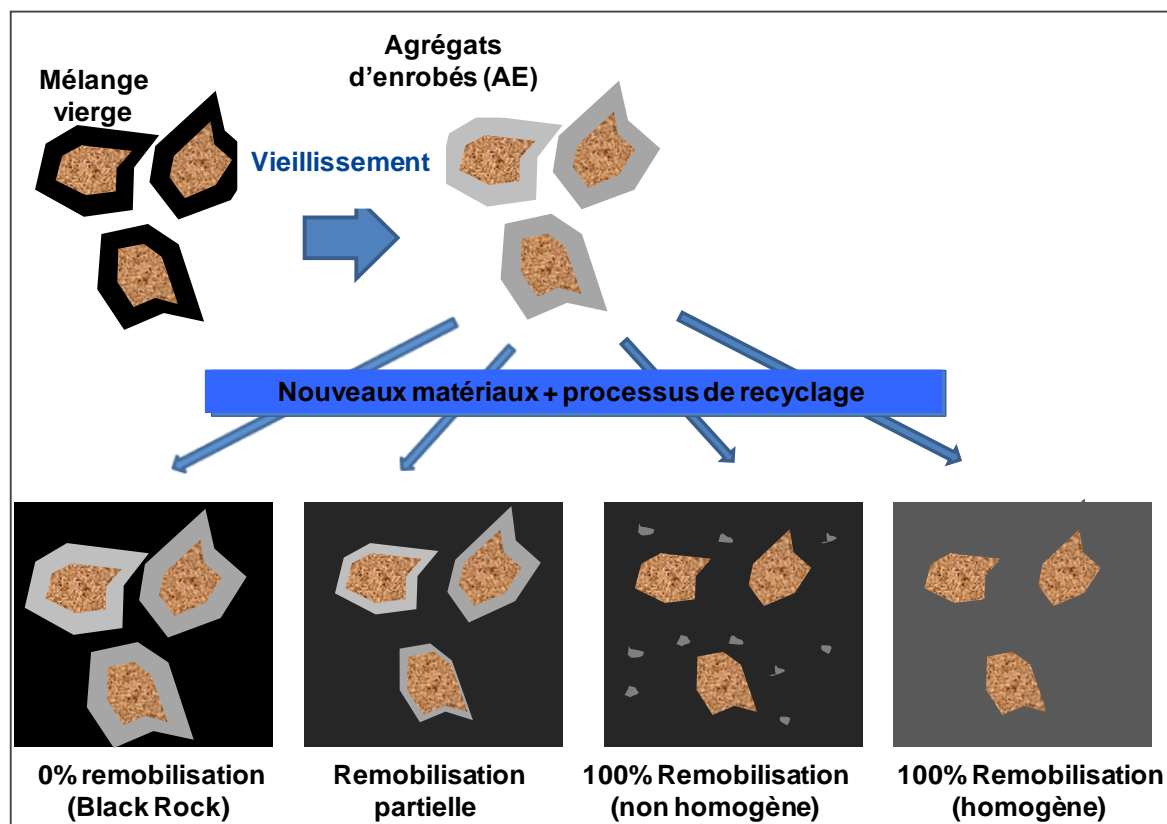 Mélange
vierge
Agrégats
d'enrobés (AE)
Vieillissement
Nouveaux matériaux + processus de recyclage
0% remobilisation
(Black Rock)
Remobilisation
partielle
100% Remobilisation
(non homogène)
100% Remobilisation
(homogène)